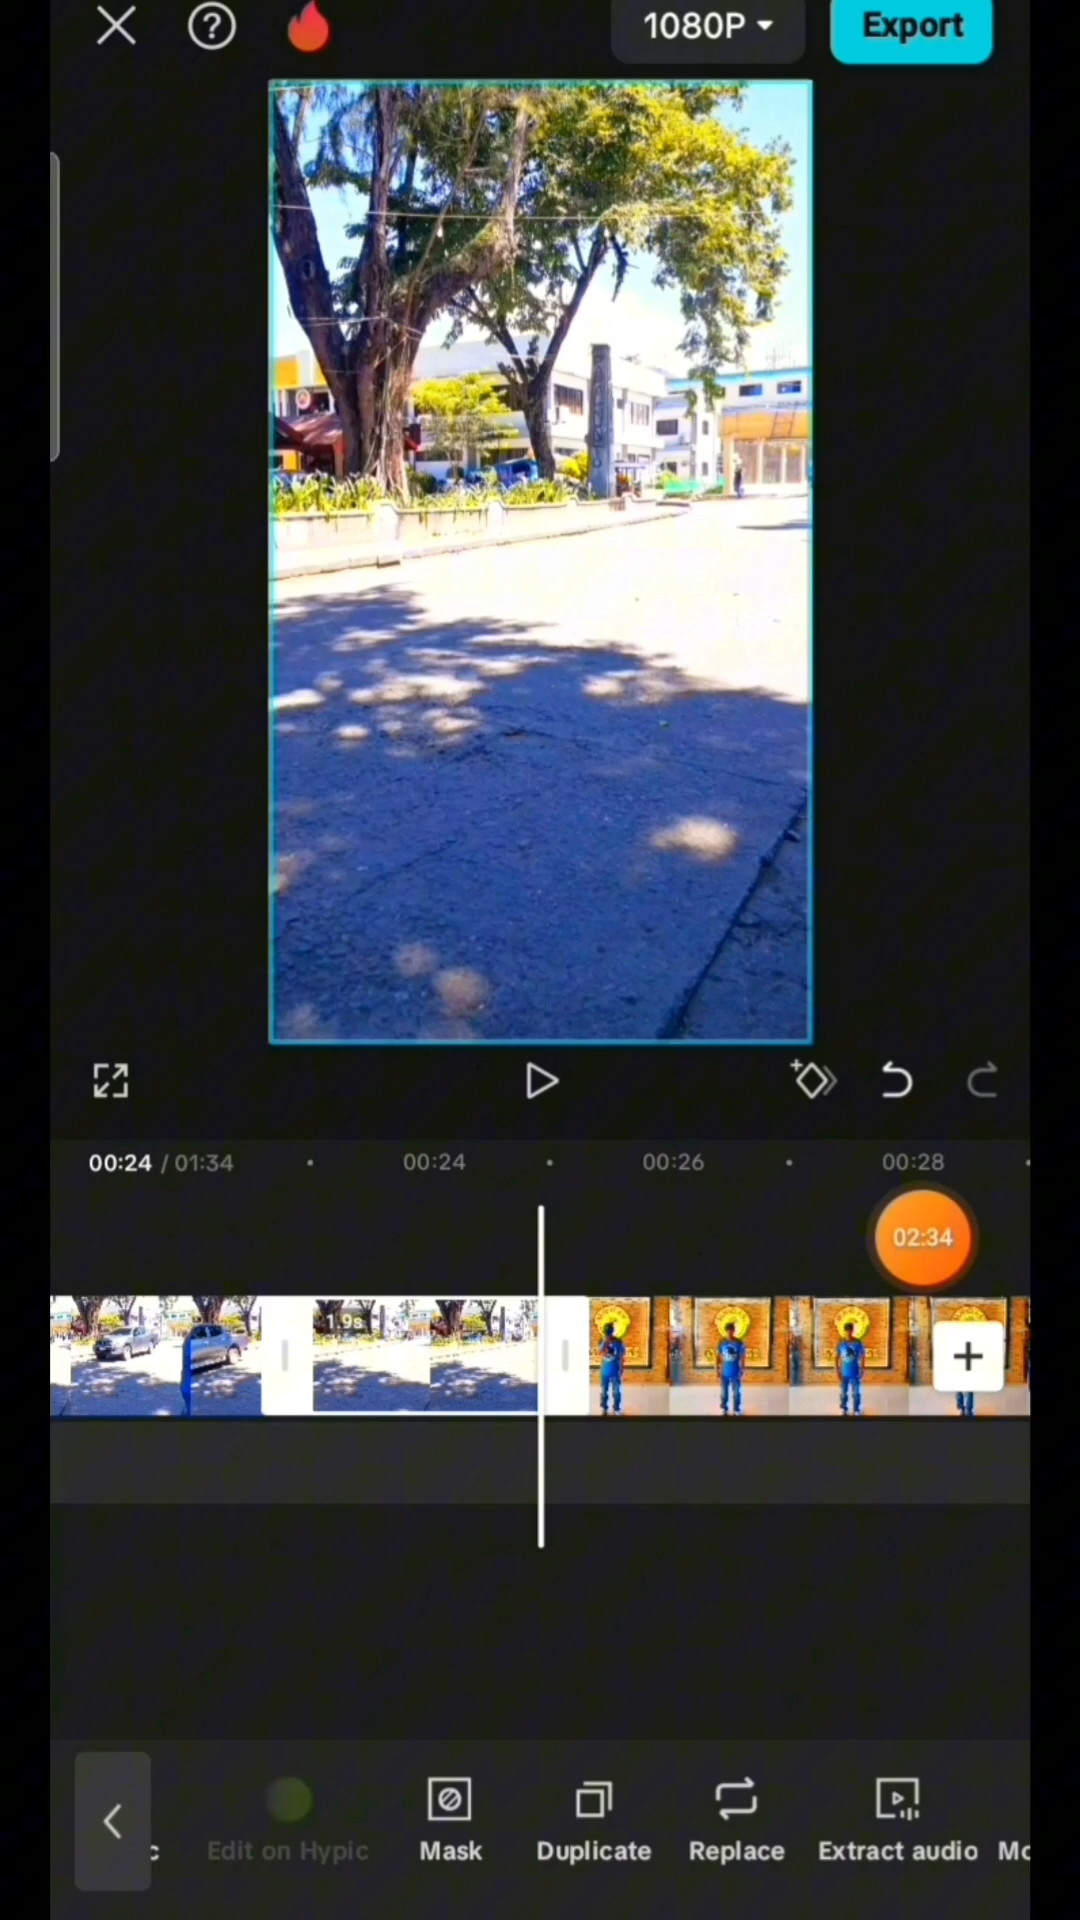 1080P
Export
00:24 / 01:34
00:24
00:26
00:28
02:34
1.9s
c
Edit on Hypic
Mask
Duplicate
Replace
Extract audio
Mo